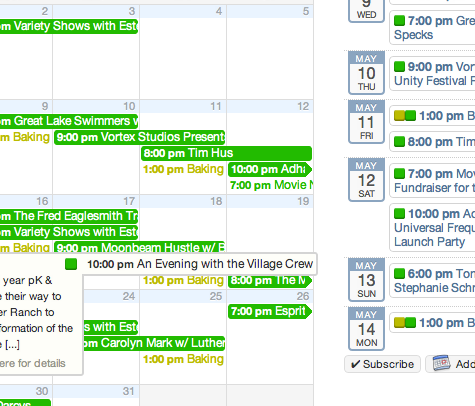 2 3 4 5
m Variety Shows with Este
9 10 11 12
m Great Lake Swimmers w
m Baking 9:00 pm Vortex Studios Present
8:00 pm Tim Hus
1:00 pm Baking 10:00 pm Adha
7:00 pm Movie N
16 17 18 19
m The Fred Eaglesmith Tra
m Variety Shows with Este
m Baking 9:00 pm Moonbeam Hustle w/ E
10:00 pm An Evening with the Village Crew
1:00 pm Baking 8:00 pm The M
year pK &
e their way to
er Ranch to
formation of the
e [...]
ere for details
24 25 26
7:00 pm Esprit
s with Este
pm Carolyn Mark w/ Luther
1:00 pm Baking
30 31
9
WED
7:00 pm Gre
Specks
MAY
10
THU
9:00 pm Vort
Unity Festival F
MAY
11
FRI
1:00 pm B
8:00 pm Tim
MAY
12
SAT
7:00 pm Mov
Fundraiser for t
10:00 pm Ad
Universal Frequ
Launch Party
MAY
13
SUN
6:00 pm Tom
Stephanie Schn
MAY
14
MON
1:00 pm B
✔ Subscribe Add